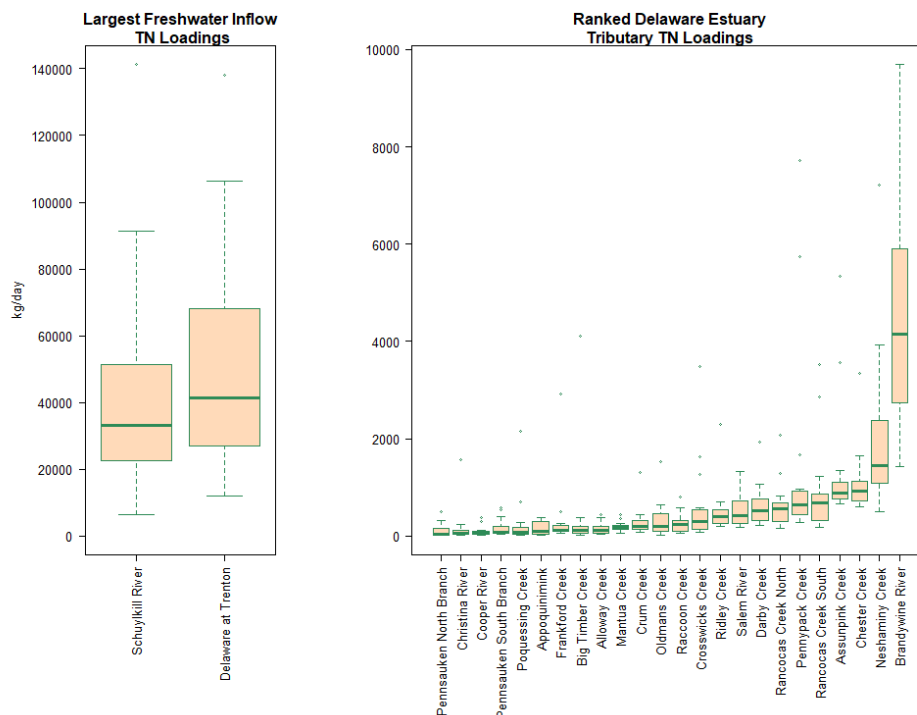 Largest Freshwater Inflow
TN Loadings
kg/day
140000
120000
100000
80000
60000
40000
20000
0
Schuylkill River
Delaware at Trenton
Ranked Delaware Estuary
Tributary TN Loadings
10000
8000
6000
4000
2000
0
Pennsauken North Branch
Christina River
Cooper River
Pennsauken South Branch
Poquessing Creek
Appoquinimink
Frankford Creek
Big Timber Creek
Alloway Creek
Mantua Creek
Crum Creek
Oldmans Creek
Raccoon Creek
Crosswicks Creek
Ridley Creek
Salem River
Darby Creek
Rancocas Creek North
Pennypack Creek
Rancocas Creek South
Assunpink Creek
Chester Creek
Neshaminy Creek
Brandywine River